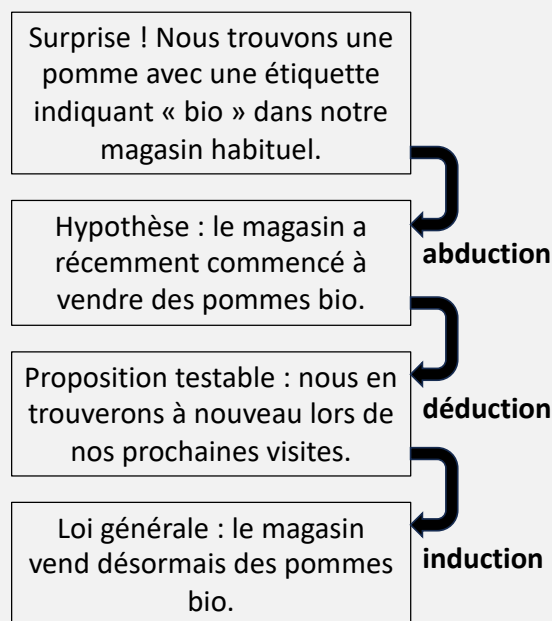 Surprise ! Nous trouvons une
pomme avec une étiquette
indiquant « bio » dans notre
magasin habituel.
Hypothèse : le magasin a
récemment commencé à
vendre des pommes bio.
abduction
Proposition testable : nous en
trouverons à nouveau lors de
nos prochaines visites.
déduction
Loi générale : le magasin
vend désormais des pommes
bio.
induction